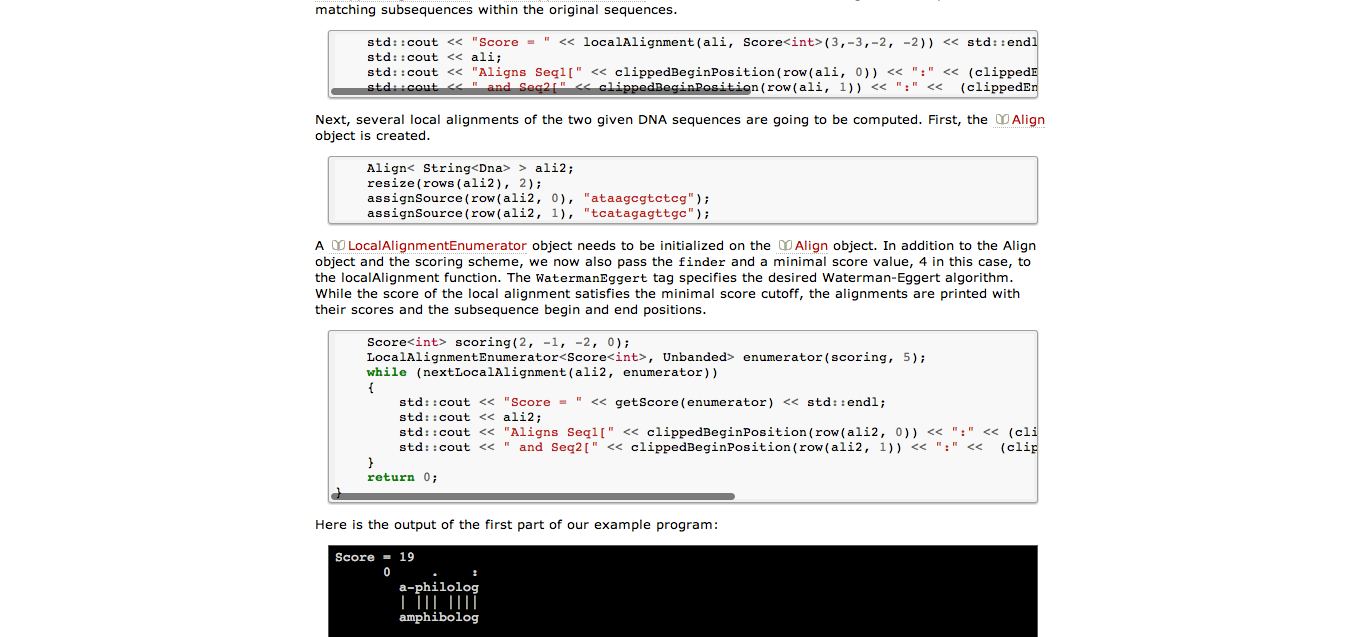 matching subsequences within the original sequences.
std::cout << "Score = " << localAlignment(ali, Score<int>(3,-3,-2, -2)) << std::endl
std::cout << ali;
std::cout << "Aligns Seq1[" << clippedBeginPosition(row(ali, 0)) << ":" << (clippedE
std::cout << " and Seq2[" << clippedBeginPosition(row(ali, 1)) << ":" <<  (clippedEn
Next, several local alignments of the two given DNA sequences are going to be computed. First, the Align
object is created.
Align< String<Dna> > ali2;
resize(rows(ali2), 2);
assignSource(row(ali2, 0), "ataagcgtctcg");
assignSource(row(ali2, 1), "tcatagagttgc");
A LocalAlignmentEnumerator object needs to be initialized on the Align object. In addition to the Align
object and the scoring scheme, we now also pass the finder and a minimal score value, 4 in this case, to
the localAlignment function. The WatermanEggert tag specifies the desired Waterman-Eggert algorithm.
While the score of the local alignment satisfies the minimal score cutoff, the alignments are printed with
their scores and the subsequence begin and end positions.
Score<int> scoring(2, -1, -2, 0);
LocalAlignmentEnumerator<Score<int>, Unbanded> enumerator(scoring, 5);
while (nextLocalAlignment(ali2, enumerator))
{
std::cout << "Score = " << getScore(enumerator) << std::endl;
std::cout << ali2;
std::cout << "Aligns Seq1[" << clippedBeginPosition(row(ali2, 0)) << ":" << (cli
std::cout << " and Seq2[" << clippedBeginPosition(row(ali2, 1)) << ":" <<  (clip
}
return 0;
}
Here is the output of the first part of our example program:
Score = 19
0     .    :
a-philolog
| ||| ||||
amphibolog